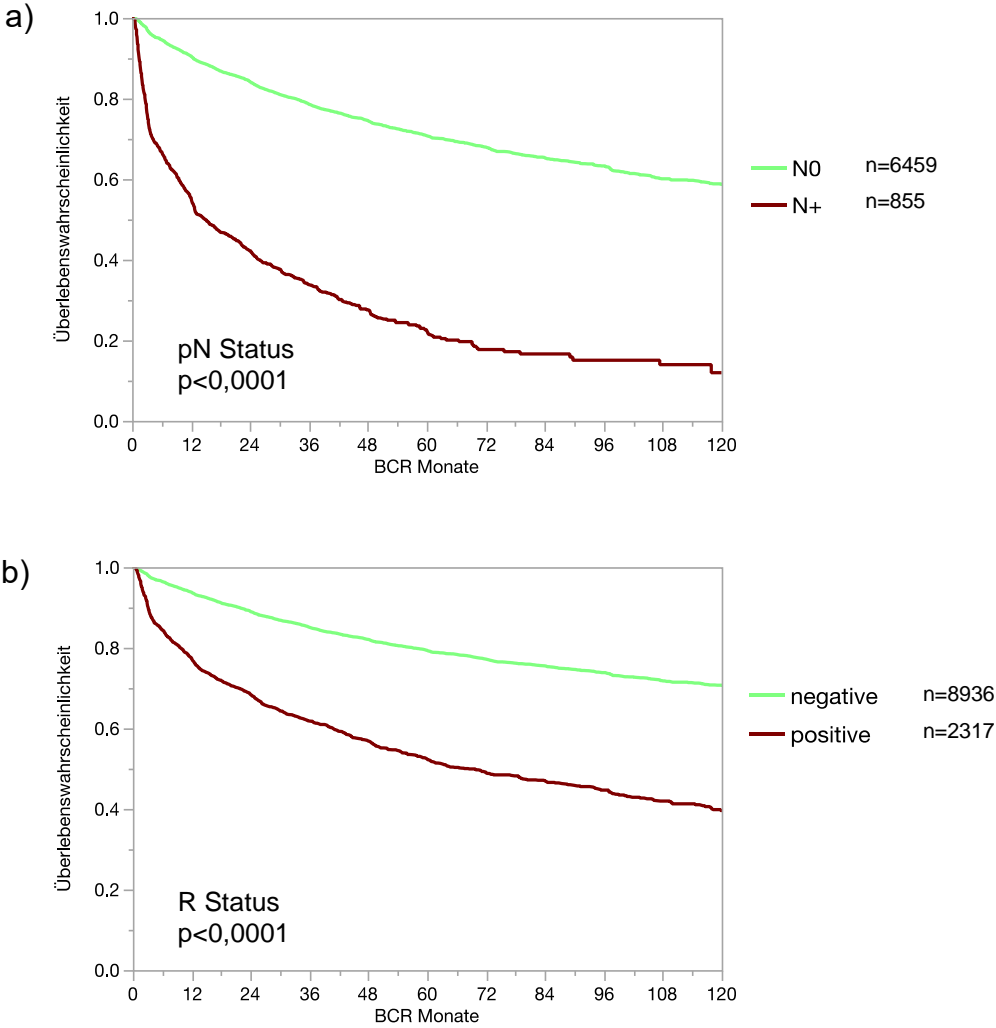 a)
1.0
0.8
0.6
0.4
0.2
0.0
Überlebenswahrscheinlichkeit
pN Status
p<0,0001
0 12 24 36 48 60 72 84 96 108 120
BCR Monate
N0 n=6459
N+ n=855
b)
1.0
0.8
0.6
0.4
0.2
0.0
Überlebenswahrscheinlichkeit
R Status
p<0,0001
0 12 24 36 48 60 72 84 96 108 120
BCR Monate
negative n=8936
positive n=2317